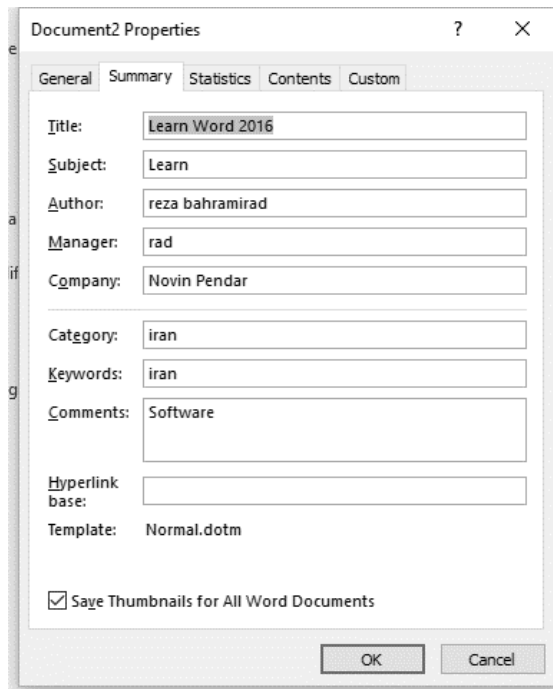 Document2 Properties ? ✕
General Summary Statistics Contents Custom
Title: Learn Word 2016
Subject: Learn
Author: reza bahramirad
Manager: rad
Company: Novin Pendar
Category: iran
Keywords: iran
Comments: Software
Hyperlink
base:
Template: Normal.dotm
Save Thumbnails for All Word Documents
OK Cancel
e
a
if
g